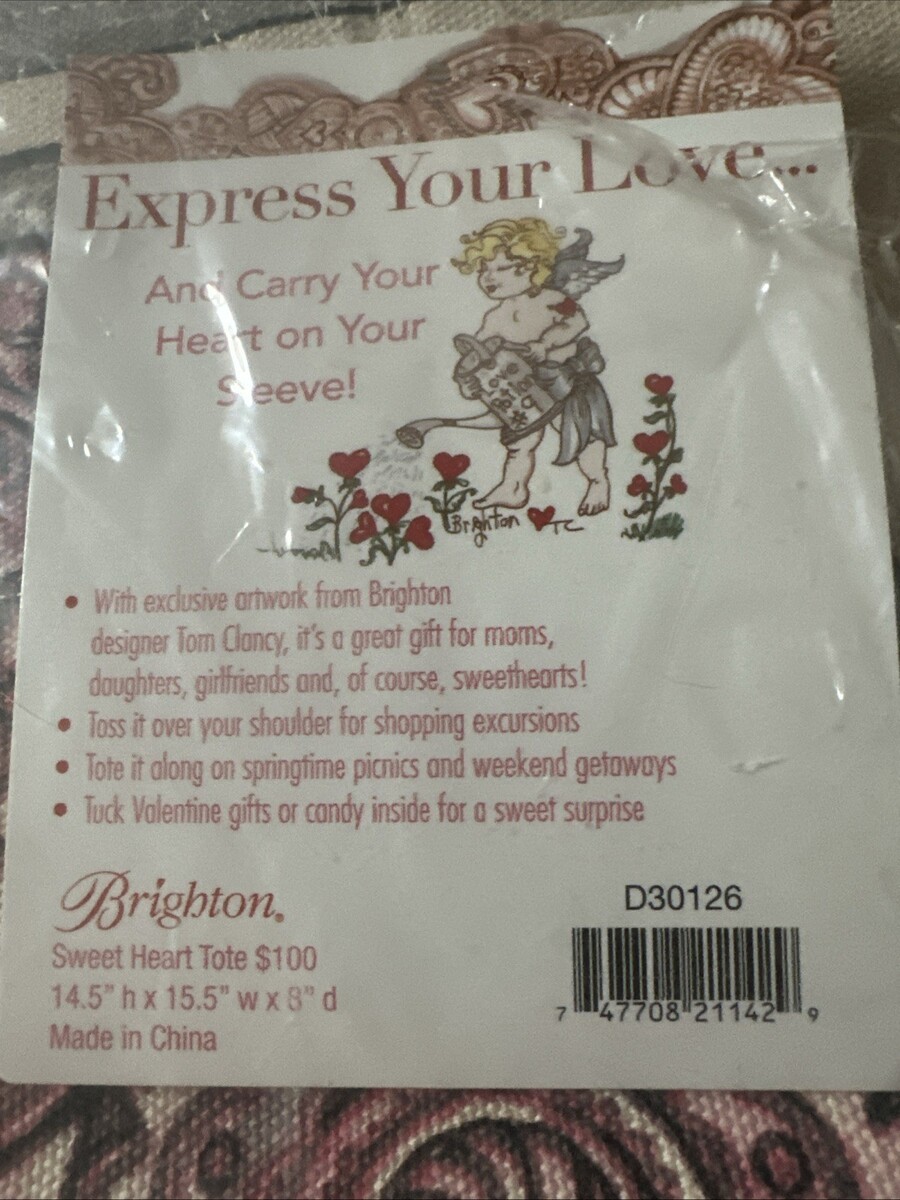 Express Your Love...
And Carry Your
Heart on Your
Sleeve!
Brighton TC
• With exclusive artwork from Brighton
designer Tom Clancy, it's a great gift for moms,
daughters, girlfriends and, of course, sweethearts!
• Toss it over your shoulder for shopping excursions
• Tote it along on springtime picnics and weekend getaways
• Tuck Valentine gifts or candy inside for a sweet surprise
Brighton®
Sweet Heart Tote $100
14.5" h x 15.5" w x 8" d
Made in China
D30126
7 47708 21142 9